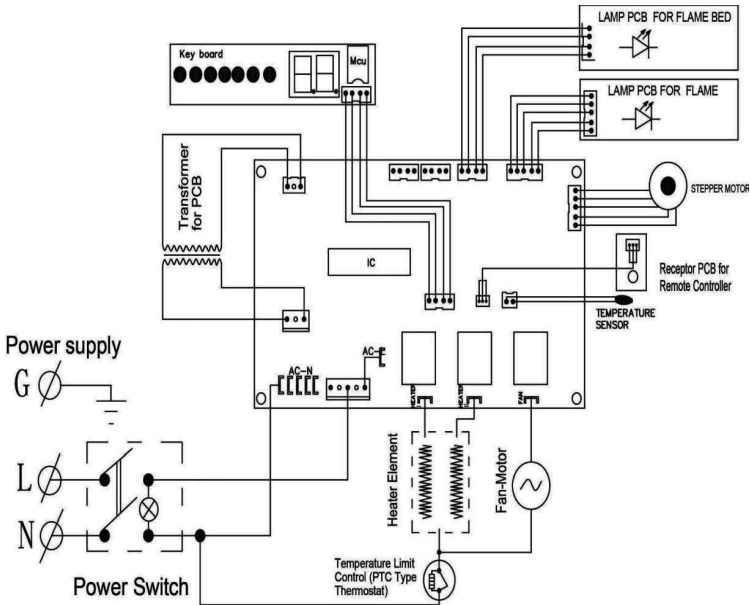 LAMP PCB FOR FLAME BED
Key board
Mcu
LAMP PCB FOR FLAME
Transformer
for PCB
STEPPER MOTOR
IC
Receptor PCB for
Remote Controller
TEMPERATURE
SENSOR
Power supply
G
AC-N
HEATER
HEATER
FAN
L
N
Heater Element
Fan-Motor
Power Switch
Temperature Limit
Control (PTC Type
Thermostat)